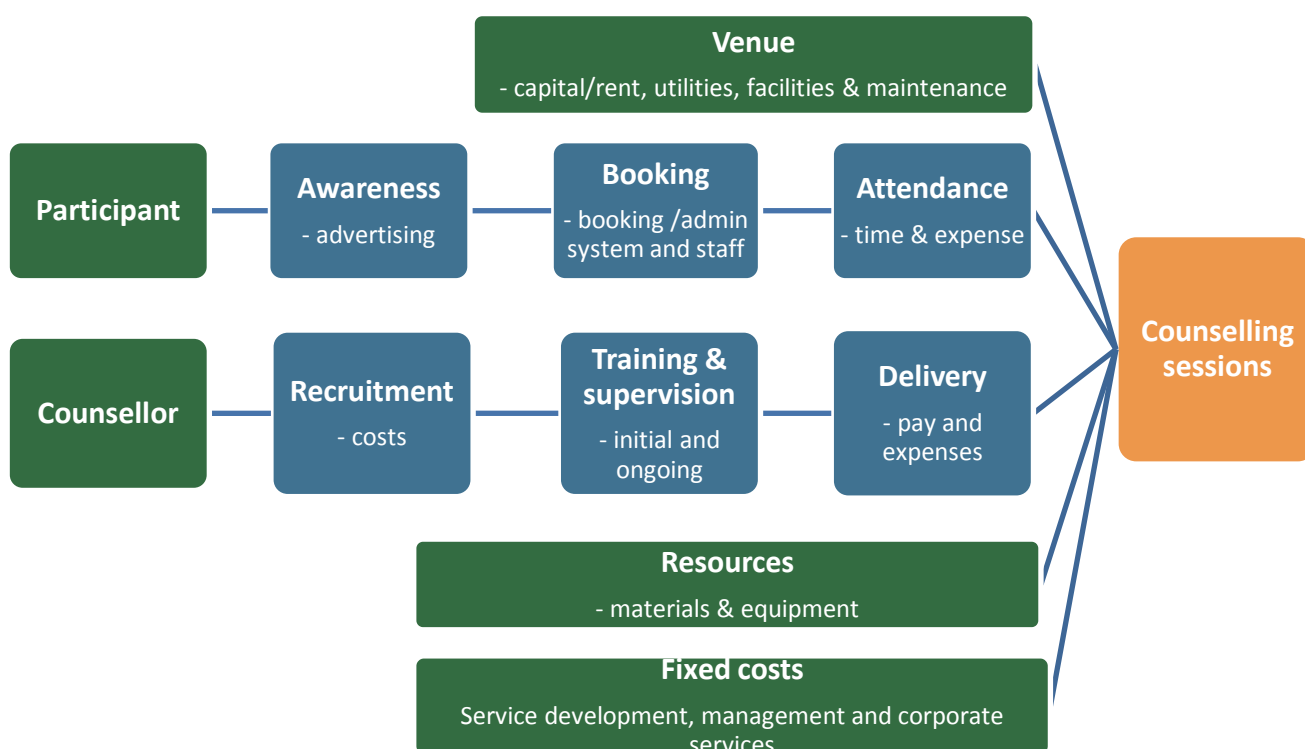 Venue
- capital/rent, utilities, facilities & maintenance
Participant
Awareness
- advertising
Booking
- booking /admin
system and staff
Attendance
- time & expense
Counsellor
Recruitment
- costs
Training &
supervision
- initial and
ongoing
Delivery
- pay and
expenses
Counselling
sessions
Resources
- materials & equipment
Fixed costs
Service development, management and corporate
services